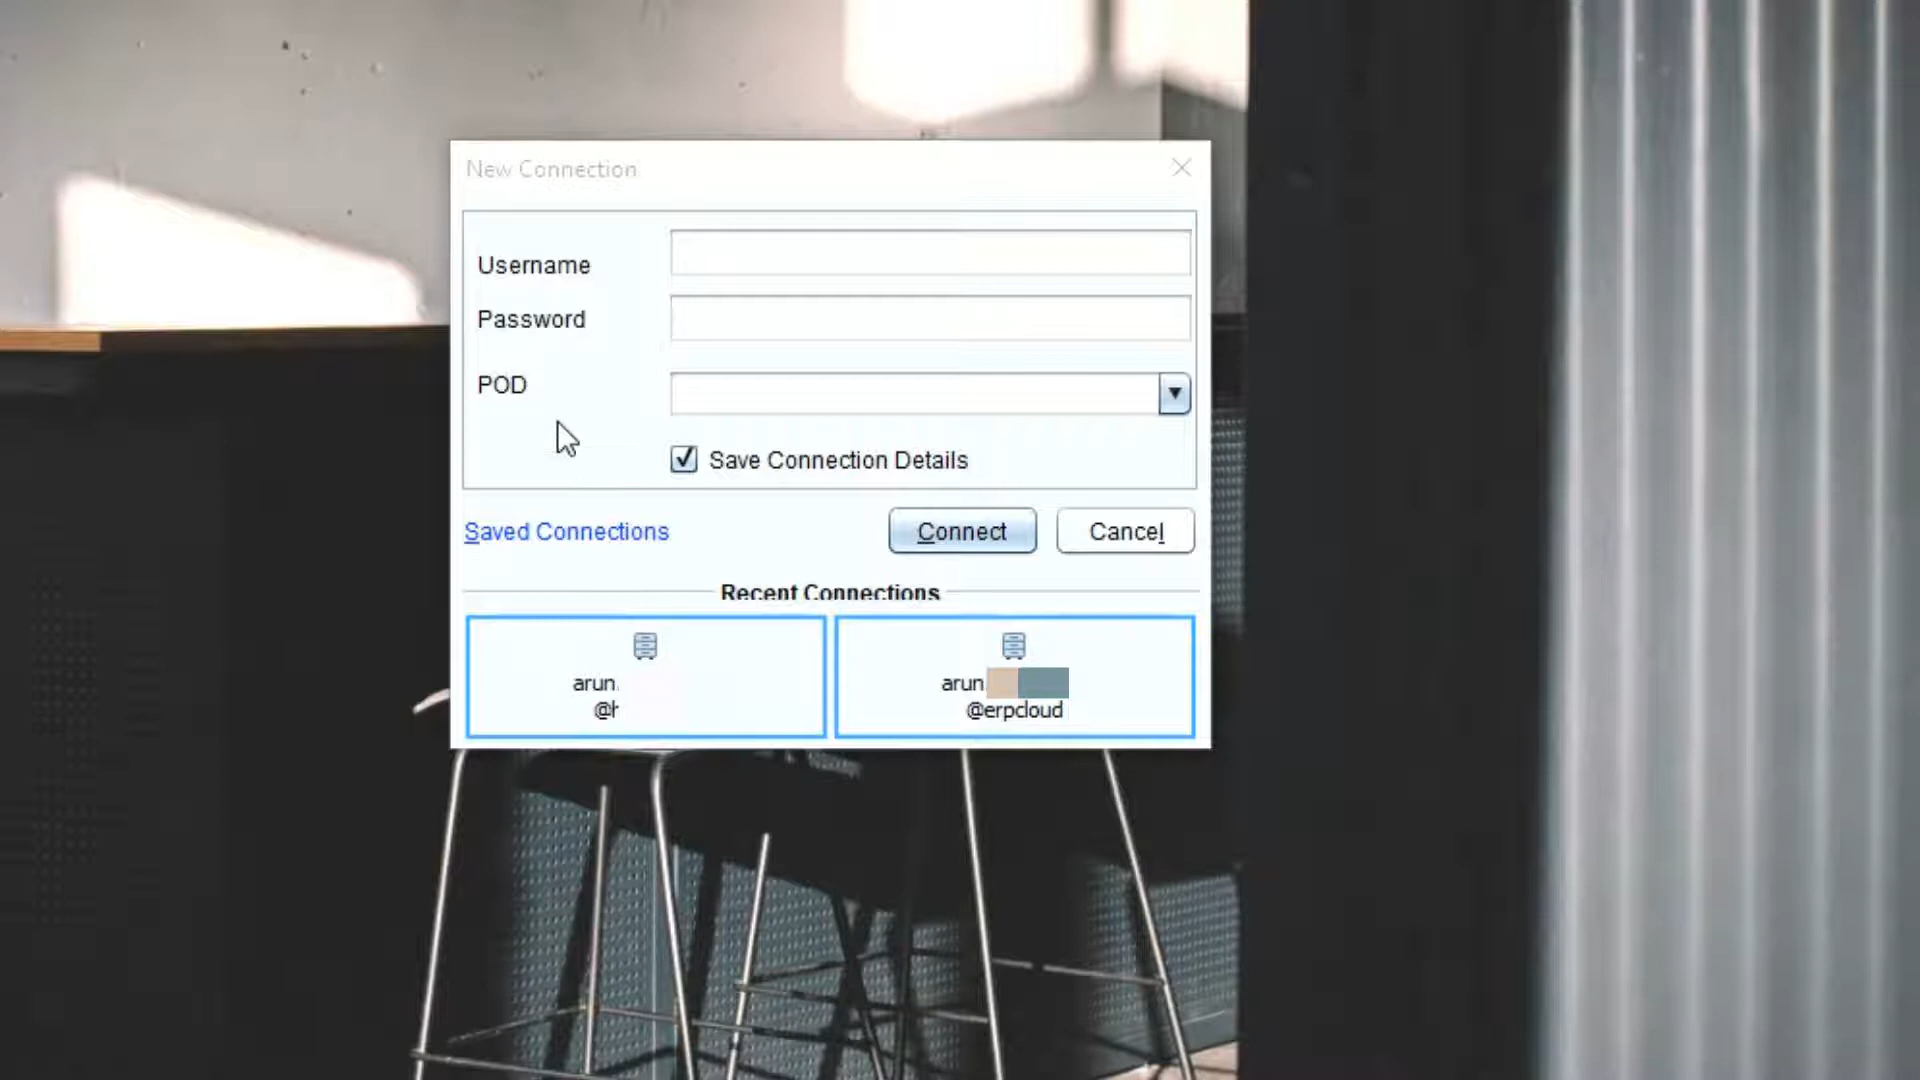 New Connection
Username
Password
POD
Save Connection Details
Saved Connections
Connect
Cancel
Recent Connections
arun.
@h
arun
@erpcloud